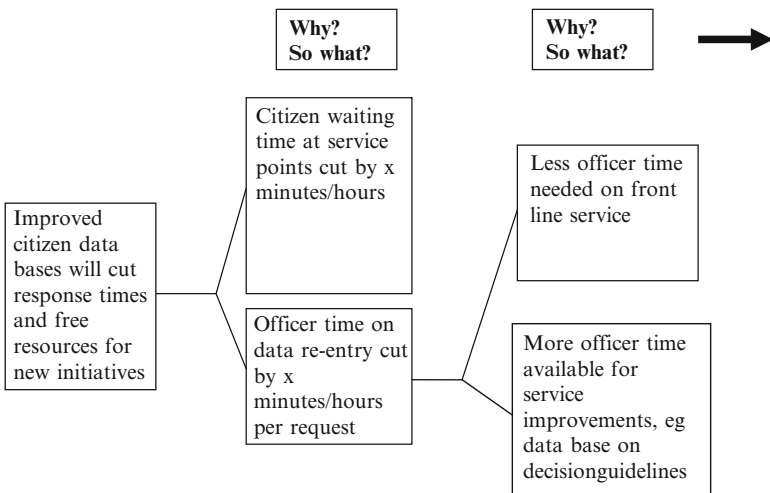 Why?
So what?
Why?
So what?
Citizen waiting
time at service
points cut by x
minutes/hours
Less officer time
needed on front
line service
Improved
citizen data
bases will cut
response times
and free
resources for
new initiatives
Officer time on
data re-entry cut
by x
minutes/hours
per request
More officer time
available for
service
improvements, eg
data base on
decisionguidelines